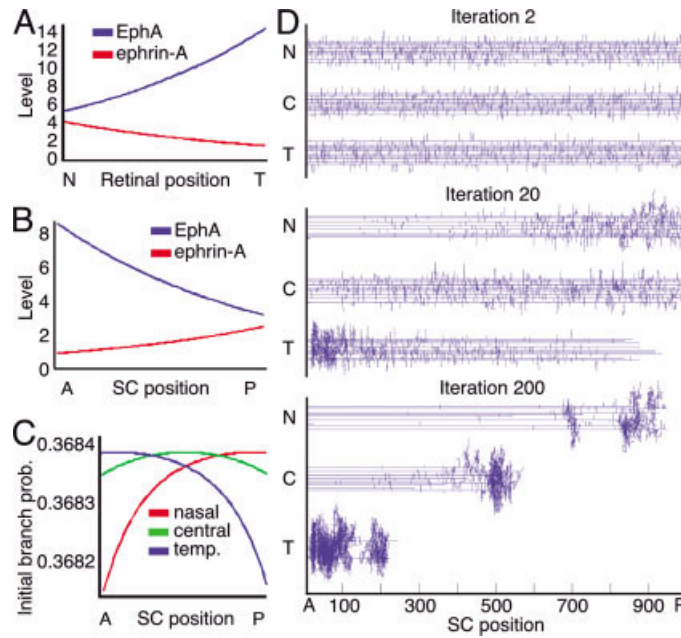 A
14
12
10
8
6
4
2
0
Level
EphA
ephrin-A
N Retinal position T
B
8
6
4
2
0
Level
EphA
ephrin-A
A SC position P
C
0.3684
0.3683
0.3682
Initial branch prob.
nasal
central
temp.
A SC position P
D
Iteration 2
N
C
T
Iteration 20
N
C
T
Iteration 200
N
C
T
A 100 300 500 700 900 P
SC position